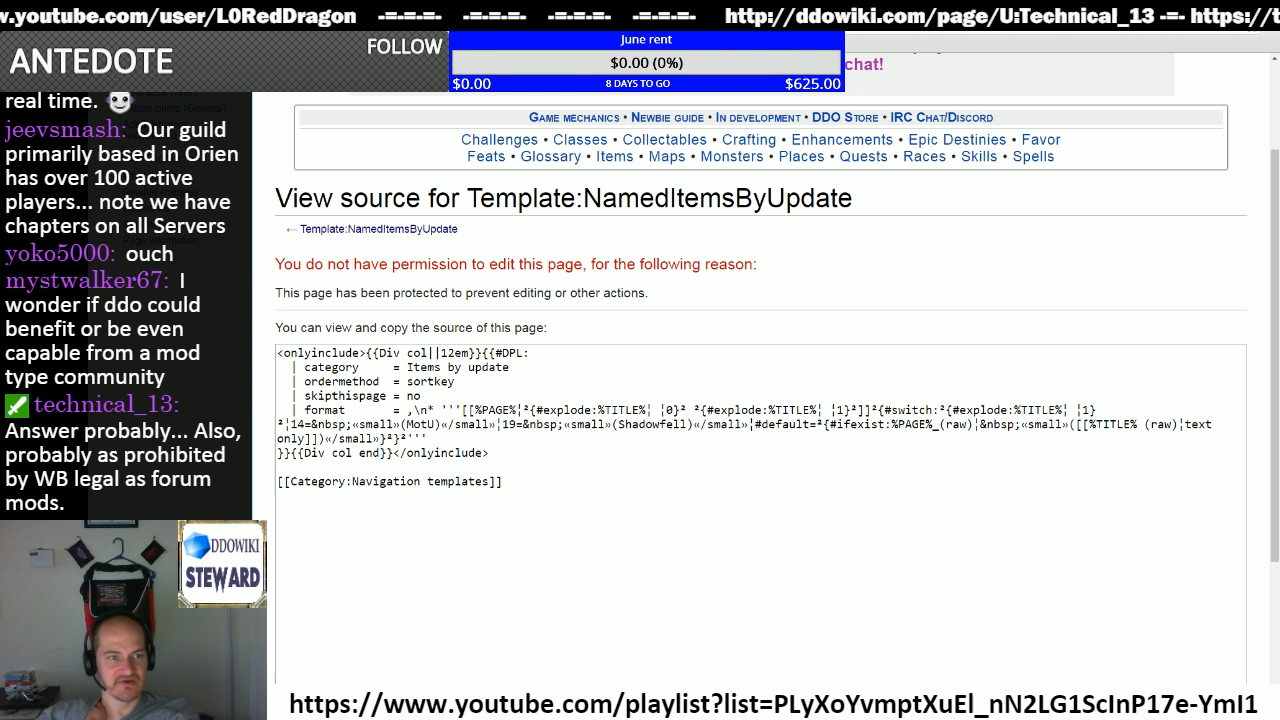 w.youtube.com/user/L0RedDragon -=-=-=- -=-=-=- -=-=-=- -=-=-=- http://ddowiki.com/page/U:Technical_13 -=- https://t
ANTEDOTE
FOLLOW
June rent
$0.00 (0%)
$0.00 8 DAYS TO GO $625.00
chat!
real time.
jeevsmash: Our guild
primarily based in Orien
has over 100 active
players... note we have
chapters on all Servers
yoko5000: ouch
mystwalker67: I
wonder if ddo could
benefit or be even
capable from a mod
type community
technical_13:
Answer probably... Also,
probably as prohibited
by WB legal as forum
mods.
DDOWIKI
STEWARD
Game mechanics • Newbie guide • In development • DDO Store • IRC Chat/Discord
Challenges • Classes • Collectables • Crafting • Enhancements • Epic Destinies • Favor
Feats • Glossary • Items • Maps • Monsters • Places • Quests • Races • Skills • Spells
View source for Template:NamedItemsByUpdate
← Template:NamedItemsByUpdate
You do not have permission to edit this page, for the following reason:
This page has been protected to prevent editing or other actions.
You can view and copy the source of this page:
<onlyinclude>{{Div col||12em}}{{#DPL:
| category = Items by update
| ordermethod = sortkey
| skipthispage = no
| format = ,\n* '''[[%PAGE%¦²{#explode:%TITLE%¦ ¦0}² ²{#explode:%TITLE%¦ ¦1}²]]²{#switch:²{#explode:%TITLE%¦ ¦1}
²¦14=&nbsp;«small»(MotU)«/small»¦19=&nbsp;«small»(Shadowfell)«/small»¦#default=²{#ifexist:%PAGE%_(raw)¦&nbsp;«small»([[%TITLE% (raw)¦text
only]])«/small»}²}²'''
}}{{Div col end}}</onlyinclude>
[[Category:Navigation templates]]
https://www.youtube.com/playlist?list=PLyXoYvmptXuEl_nN2LG1ScInP17e-YmI1